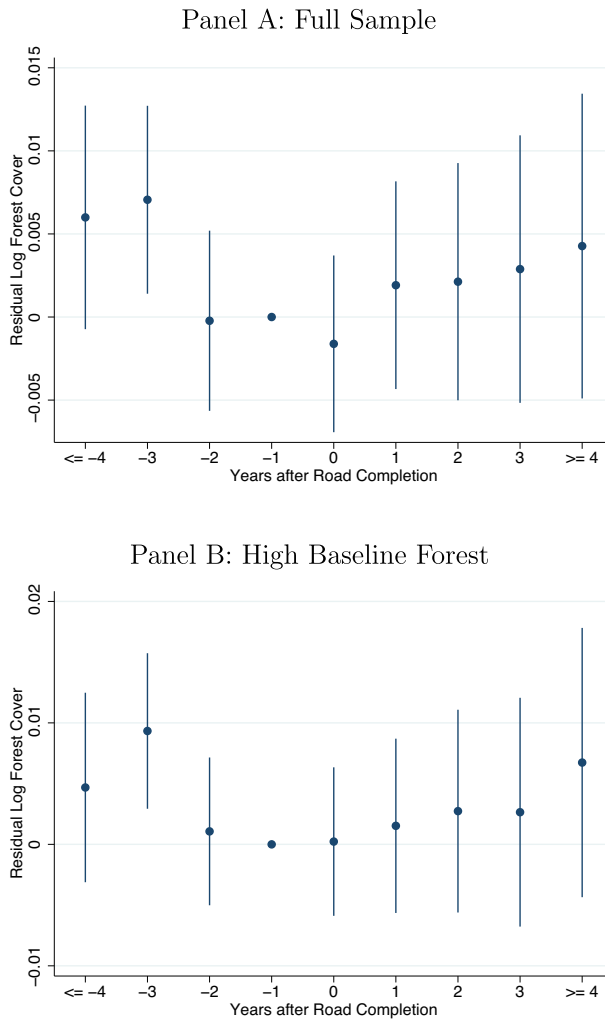 Panel A: Full Sample
0.015
0.01
0.005
0
−0.005
Residual Log Forest Cover
<= −4 −3 −2 −1 0 1 2 3 >= 4
Years after Road Completion
Panel B: High Baseline Forest
0.02
0.01
0
−0.01
Residual Log Forest Cover
<= −4 −3 −2 −1 0 1 2 3 >= 4
Years after Road Completion